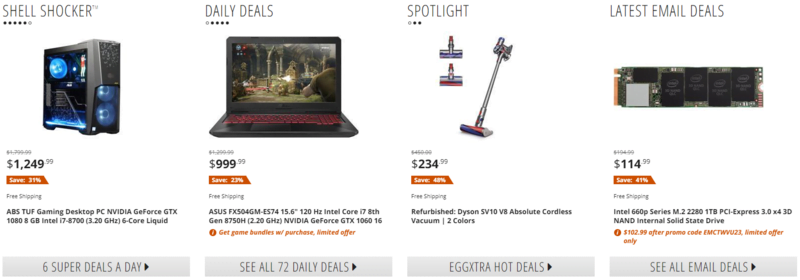 SHELL SHOCKER™
$1,799.99
$1,249.99
Save: 31%
Free Shipping
ABS TUF Gaming Desktop PC NVIDIA GeForce GTX
1080 8 GB Intel i7-8700 (3.20 GHz) 6-Core Liquid
6 SUPER DEALS A DAY
DAILY DEALS
$1,299.99
$999.99
Save: 23%
Free Shipping
ASUS FX504GM-ES74 15.6" 120 Hz Intel Core i7 8th
Gen 8750H (2.20 GHz) NVIDIA GeForce GTX 1060 16
Get game bundles w/ purchase, limited offer
SEE ALL 72 DAILY DEALS
SPOTLIGHT
$234.99
Save: 48%
Free Shipping
Refurbished: Dyson SV10 V8 Absolute Cordless
Vacuum | 2 Colors
EGGXTRA HOT DEALS
LATEST EMAIL DEALS
$194.99
$114.99
Save: 41%
Free Shipping
Intel 660p Series M.2 2280 1TB PCI-Express 3.0 x4 3D
NAND Internal Solid State Drive
$102.99 after promo code EMCTWVU23, limited offer
only
SEE ALL EMAIL DEALS